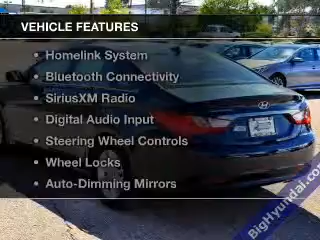 VEHICLE FEATURES
• Homelink System
• Bluetooth Connectivity
• SiriusXM Radio
• Digital Audio Input
• Steering Wheel Controls
• Wheel Locks
• Auto-Dimming Mirrors
BigHyundai.com